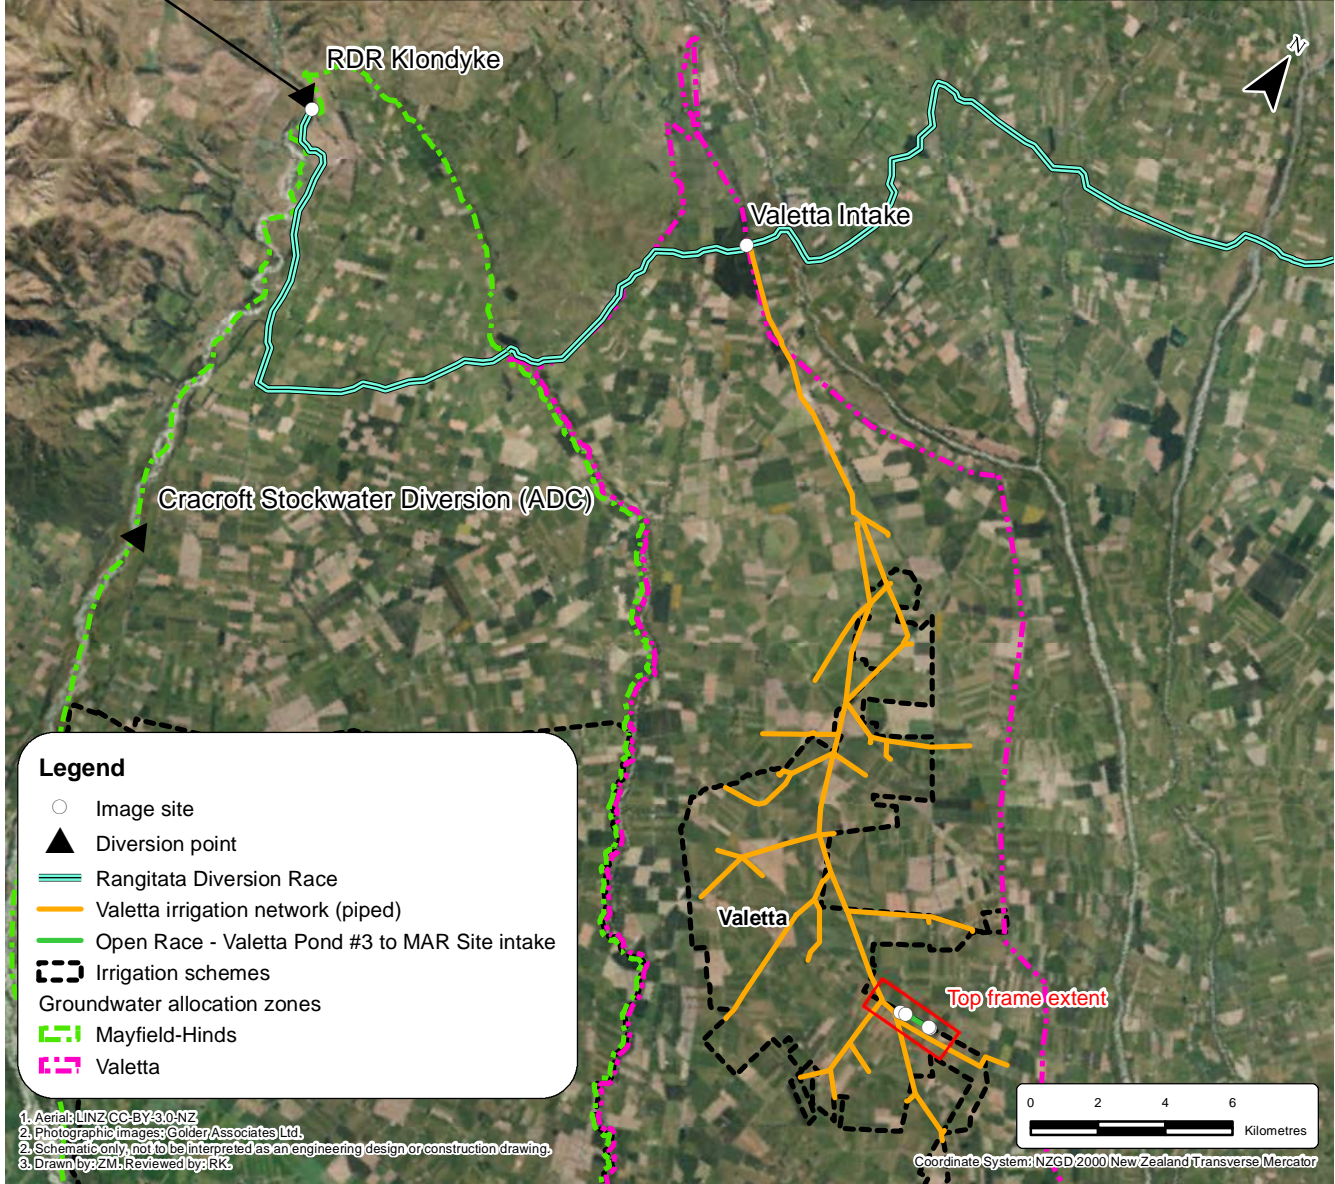 RDR Klondyke
N
Valetta Intake
Cracroft Stockwater Diversion (ADC)
Legend
Image site
Diversion point
Rangitata Diversion Race
Valetta irrigation network (piped)
Open Race - Valetta Pond #3 to MAR Site intake
Irrigation schemes
Groundwater allocation zones
Mayfield-Hinds
Valetta
Valetta
Top frame extent
0 2 4 6
Kilometres
1. Aerial: LINZ CC-BY-3.0-NZ
2. Photographic images: Golder Associates Ltd.
2. Schematic only, not to be interpreted as an engineering design or construction drawing.
3. Drawn by: ZM. Reviewed by: RK.
Coordinate System: NZGD 2000 New Zealand Transverse Mercator